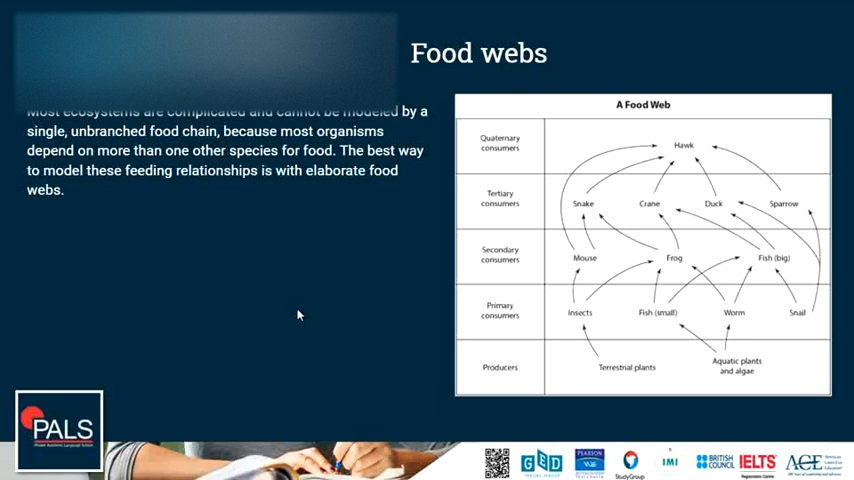 Food webs
Most ecosystems are complicated and cannot be modeled by a
single, unbranched food chain, because most organisms
depend on more than one other species for food. The best way
to model these feeding relationships is with elaborate food
webs.
A Food Web
Quaternary
consumers
Hawk
Tertiary
consumers
Snake
Crane
Duck
Sparrow
Secondary
consumers
Mouse
Frog
Fish (big)
Primary
consumers
Insects
Fish (small)
Worm
Snail
Producers
Terrestrial plants
Aquatic plants
and algae
PALS
GED
PEARSON
VUE
StudyGroup
IMI
BRITISH
COUNCIL
IELTS
ACE